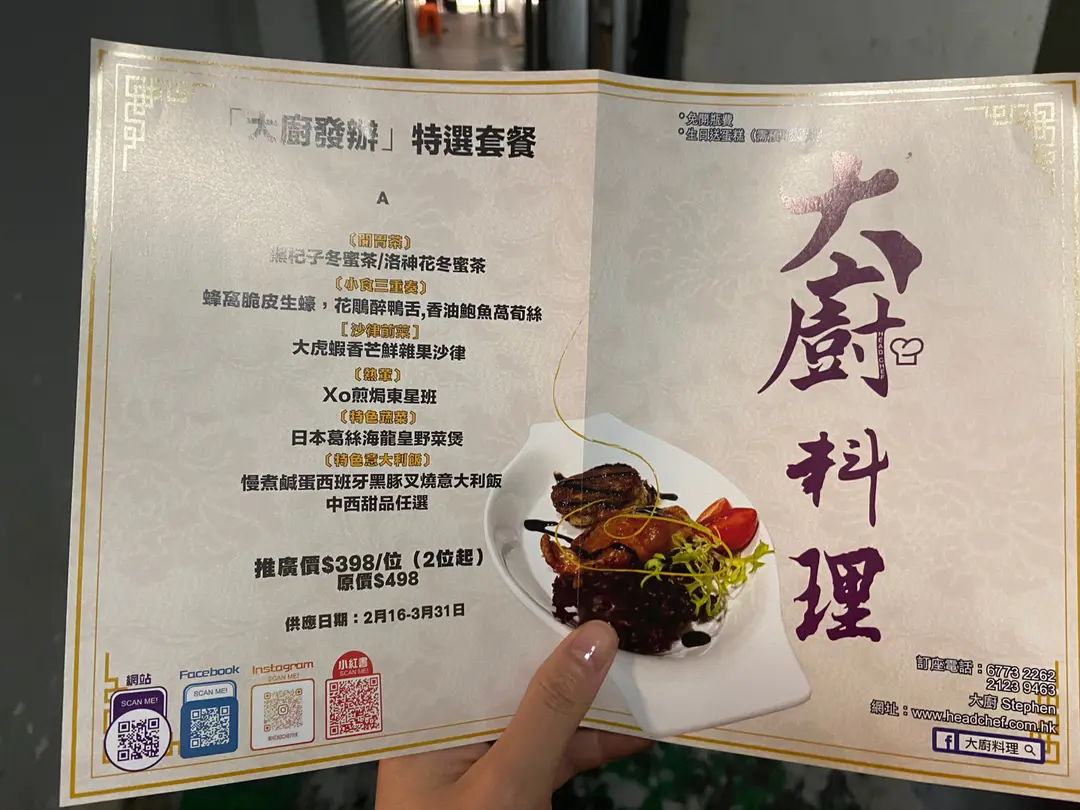 「大廚發辦」特選套餐
A
〔開胃茶〕
杞子冬蜜茶/洛神花冬蜜茶
〔小食三重奏〕
蜂窩脆皮生蠔，花鵰醉鴨舌,香油鮑魚萵荀絲
[沙律前菜]
大虎蝦香芒鮮雜果沙律
〔熱葷〕
Xo煎焗東星班
〔特色蔬菜〕
日本葛絲海龍皇野菜煲
〔特色意大利飯〕
慢煮鹹蛋西班牙黑豚叉燒意大利飯
中西甜品任選
推廣價$398/位（2位起）
原價$498
供應日期：2月16-3月31日
網站
SCAN ME!
Facebook
SCAN ME!
Instagram
SCAN ME!
小紅書
SCAN ME!
*免開瓶費
*生日送蛋糕
大廚
HEAD CHEF
料理
訂座電話：6773 2262
2123 9463
大廚 Stephen
網址：www.headchef.com.hk
f 大廚料理